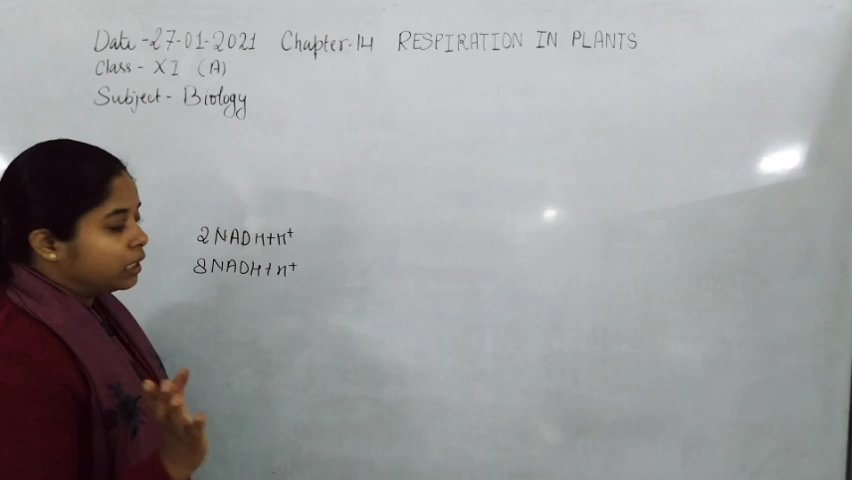 Date - 27-01-2021 Chapter-14 RESPIRATION IN PLANTS
Class - XI (A)
Subject - Biology
2NADH+H⁺
8NADH+H⁺